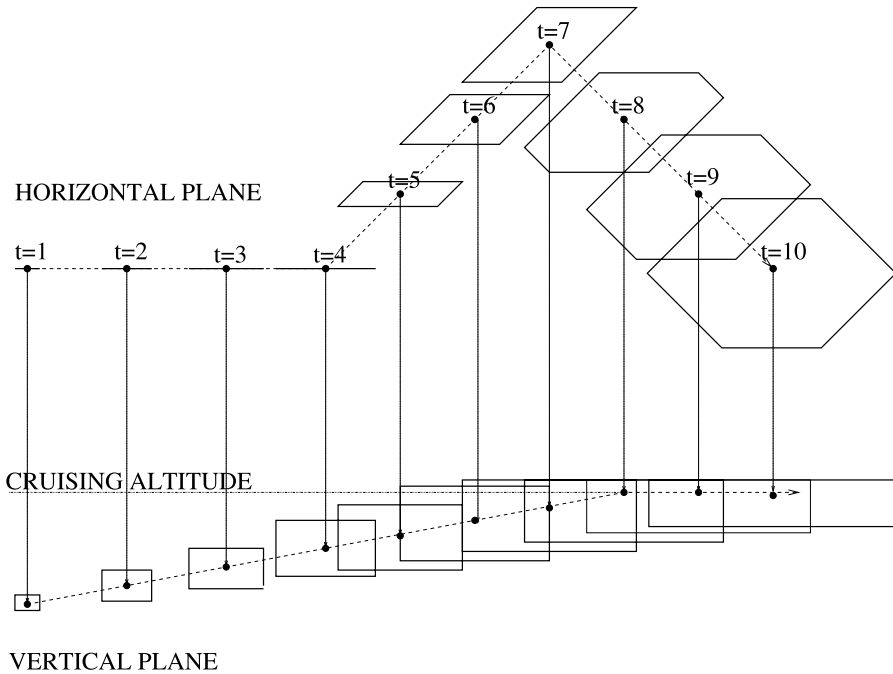 t=7
t=6
t=8
t=5
t=9
HORIZONTAL PLANE
t=1
t=2
t=3
t=4
t=10
CRUISING ALTITUDE
VERTICAL PLANE